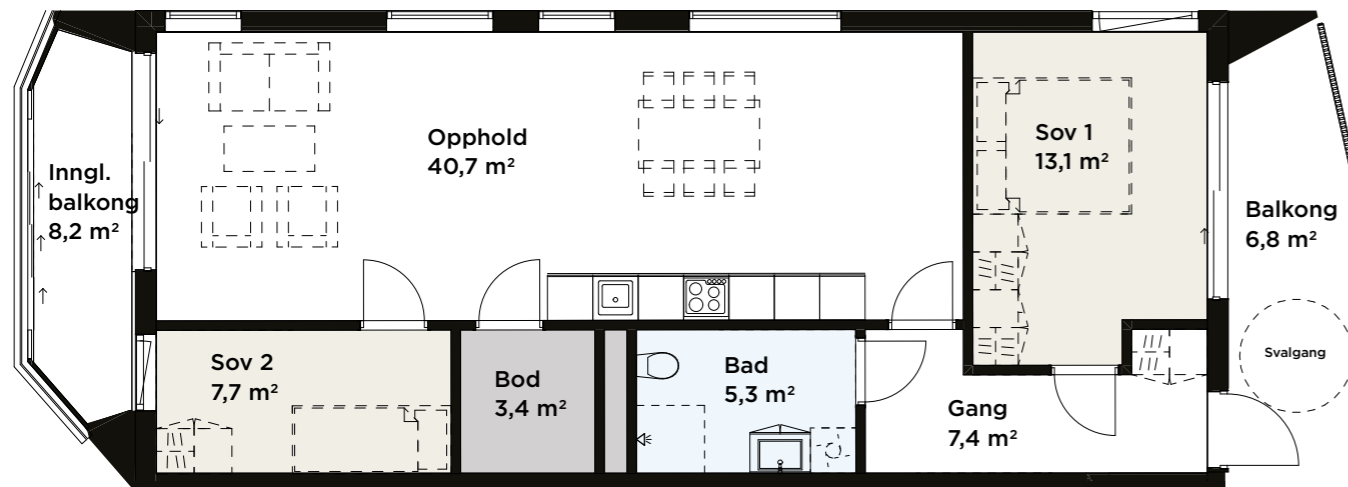 Inngl.
balkong
8,2 m²
Opphold
40,7 m²
Sov 1
13,1 m²
Balkong
6,8 m²
Svalgang
Sov 2
7,7 m²
Bod
3,4 m²
Bad
5,3 m²
Gang
7,4 m²